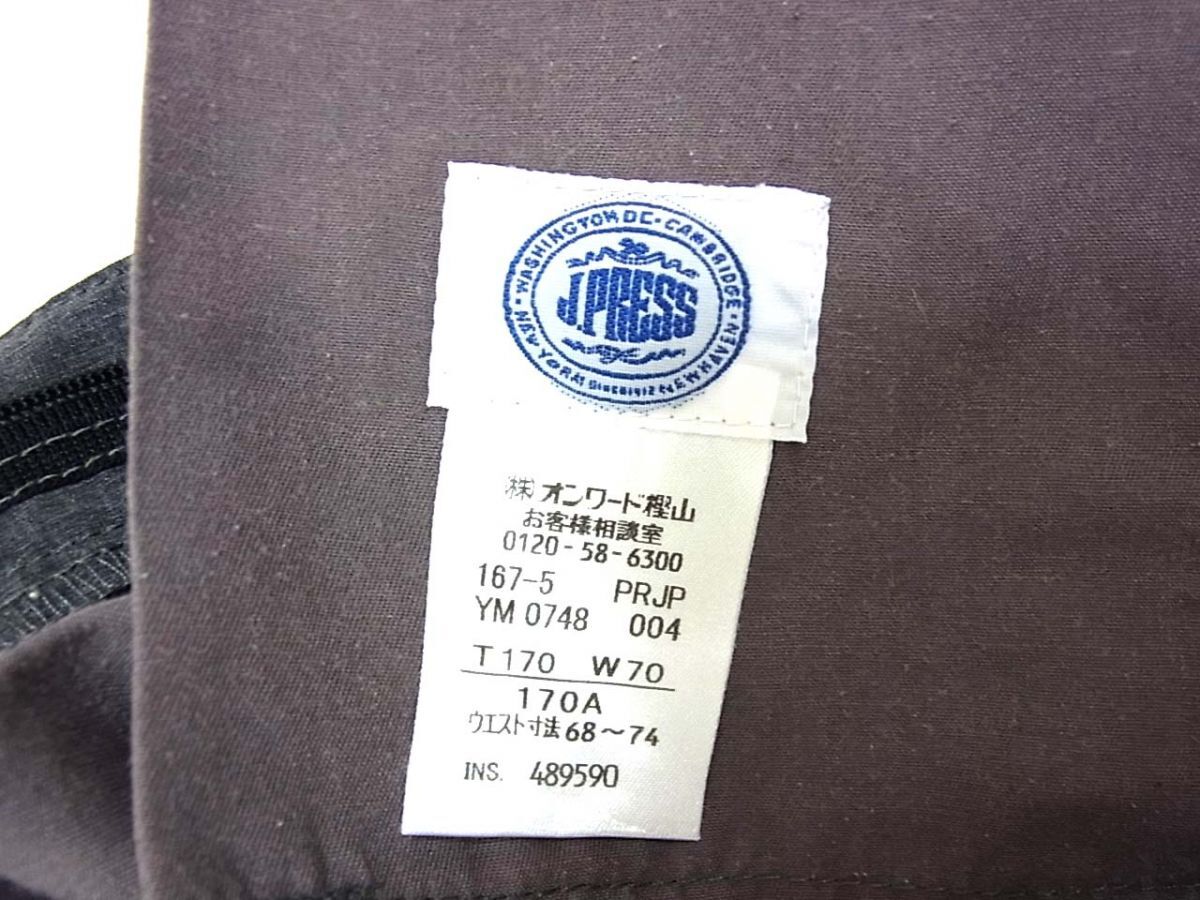 WASHINGTON DC · CAMBRIDGE · NEW HAVEN · NEW YORK
J.PRESS
Since 1912
(株)オンワード樫山
お客様相談室
0120-58-6300
167-5 PRJP
YM 0748 004
T170 W70
170A
ウエスト寸法68〜74
INS. 489590